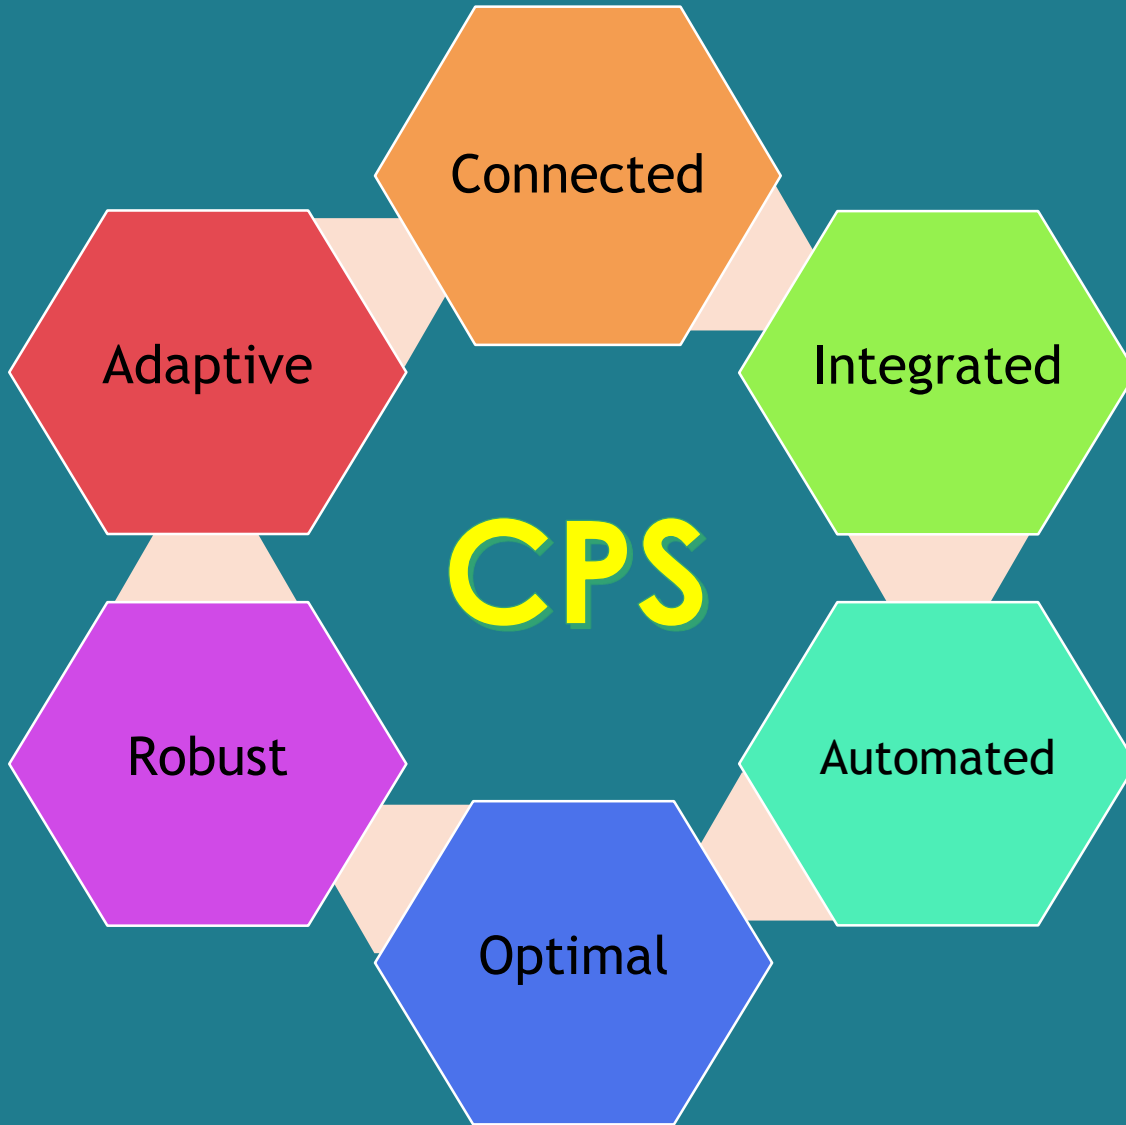 Connected
Adaptive
Integrated
CPS
Robust
Automated
Optimal